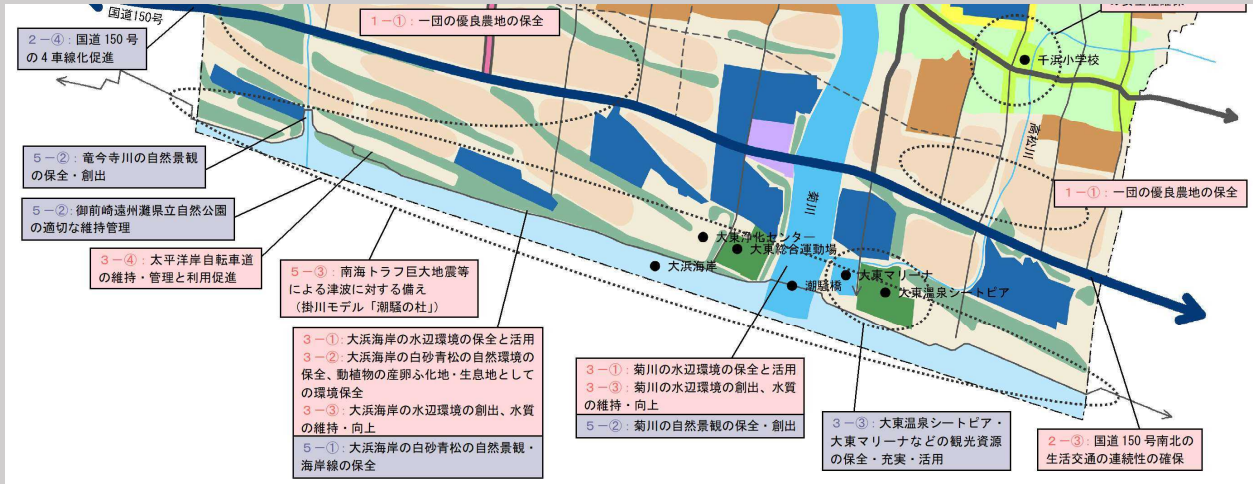 国道150号
1－①：一団の優良農地の保全
2－④：国道150号
の4車線化促進
千浜小学校
高松川
5－②：竜今寺川の自然景観
の保全・創出
1－①：一団の優良農地の保全
菊川
5－②：御前崎遠州灘県立自然公園
の適切な維持管理
大東浄化センター
大東総合運動場
3－④：太平洋岸自転車道
の維持・管理と利用促進
5－③：南海トラフ巨大地震等
による津波に対する備え
（掛川モデル「潮騒の杜」）
大浜海岸
大東マリーナ
潮騒橋
大東温泉シートピア
3－①：大浜海岸の水辺環境の保全と活用
3－②：大浜海岸の白砂青松の自然環境の
保全、動植物の産卵ふ化地・生息地として
の環境保全
3－③：大浜海岸の水辺環境の創出、水質
の維持・向上
5－①：大浜海岸の白砂青松の自然景観・
海岸線の保全
3－①：菊川の水辺環境の保全と活用
3－③：菊川の水辺環境の創出、水質
の維持・向上
5－②：菊川の自然景観の保全・創出
3－③：大東温泉シートピア・
大東マリーナなどの観光資源
の保全・充実・活用
2－③：国道150号南北の
生活交通の連続性の確保